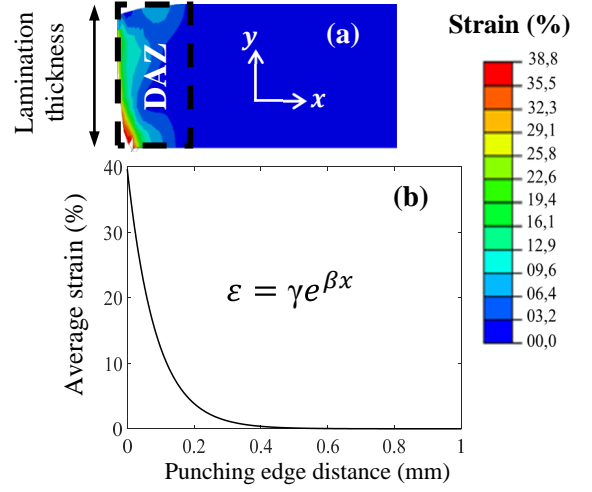 Strain (%)
(a)
y
x
DAZ
Lamination
thickness
38,8
35,5
32,3
29,1
25,8
22,6
19,4
16,1
12,9
09,6
06,4
03,2
00,0
(b)
ε = γe^{βx}
Average strain (%)
40
30
20
10
0
0 0.2 0.4 0.6 0.8 1
Punching edge distance (mm)